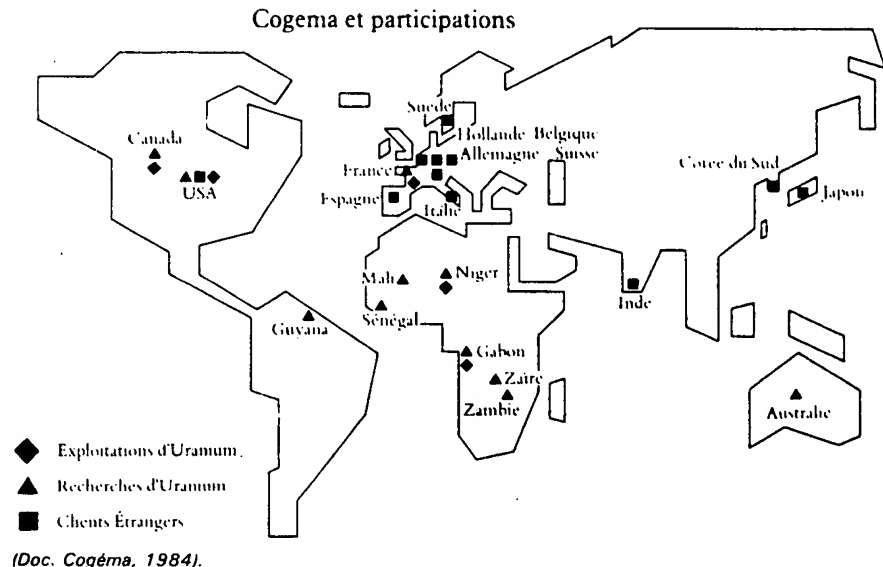 Cogema et participations
Suède
Hollande Belgique
Canada
France
Allemagne Suisse
USA
Corée du Sud
Espagne
Italie
Japon
Mali
Niger
Inde
Guyana
Sénégal
Gabon
Zaïre
Zambie
Australie
Exploitations d'Uranium.
Recherches d'Uranium
Clients Étrangers
(Doc. Cogéma, 1984).